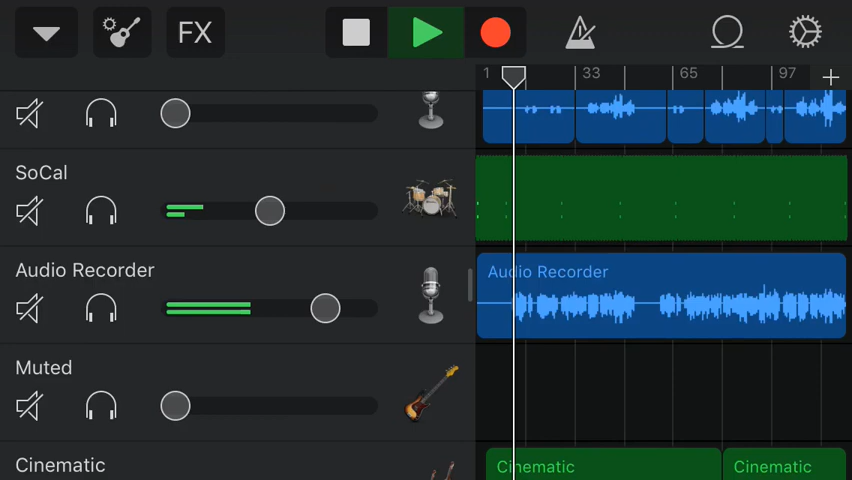 FX
1 33 65 97
SoCal
Audio Recorder
Audio Recorder
Muted
Cinematic
Cinematic
Cinematic